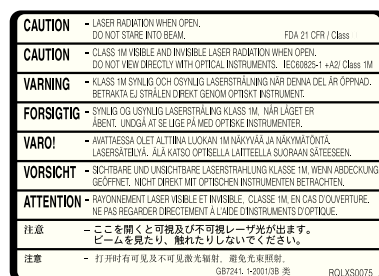 CAUTION - LASER RADIATION WHEN OPEN.
DO NOT STARE INTO BEAM. FDA 21 CFR / Class I
CAUTION - CLASS 1M VISIBLE AND INVISIBLE LASER RADIATION WHEN OPEN.
DO NOT VIEW DIRECTLY WITH OPTICAL INSTRUMENTS. IEC60825-1 +A2/ Class 1M
VARNING - KLASS 1M SYNLIG OCH OSYNLIG LASERSTRÅLNING NÄR DENNA DEL ÄR ÖPPNAD.
BETRAKTA EJ STRÅLEN DIREKT GENOM OPTISKT INSTRUMENT.
FORSIGTIG - SYNLIG OG USYNLIG LASERSTRÅLING KLASS 1M, NÅR LÅGET ER
ÅBENT. UNDGÅ AT SE LIGE PÅ MED OPTISKE INSTRUMENTER.
VARO! - AVATTAESSA OLET ALTTIINA LUOKAN 1M NÄKYVÄÄ JA NÄKYMÄTÖNTÄ
LASERSÄTEILYÄ. ÄLÄ KATSO OPTISELLA LAITTEELLA SUORAAN SÄTEESEEN.
VORSICHT - SICHTBARE UND UNSICHTBARE LASERSTRAHLUNG KLASSE 1M, WENN ABDECKUNG
GEÖFFNET. NICHT DIREKT MIT OPTISCHEN INSTRUMENTEN BETRACHTEN.
ATTENTION - RAYONNEMENT LASER VISIBLE ET INVISIBLE, CLASSE 1M, EN CAS D'OUVERTURE.
NE PAS REGARDER DIRECTEMENT À L'AIDE D'INSTRUMENTS D'OPTIQUE.
注意 - ここを開くと可視及び不可視レーザ光が出ます。
ビームを見たり、触れたりしないでください。
注意 - 打开时有可见及不可见激光辐射. 避免光束照射.
GB7241. 1-2001/3B 类 RQLXS0075